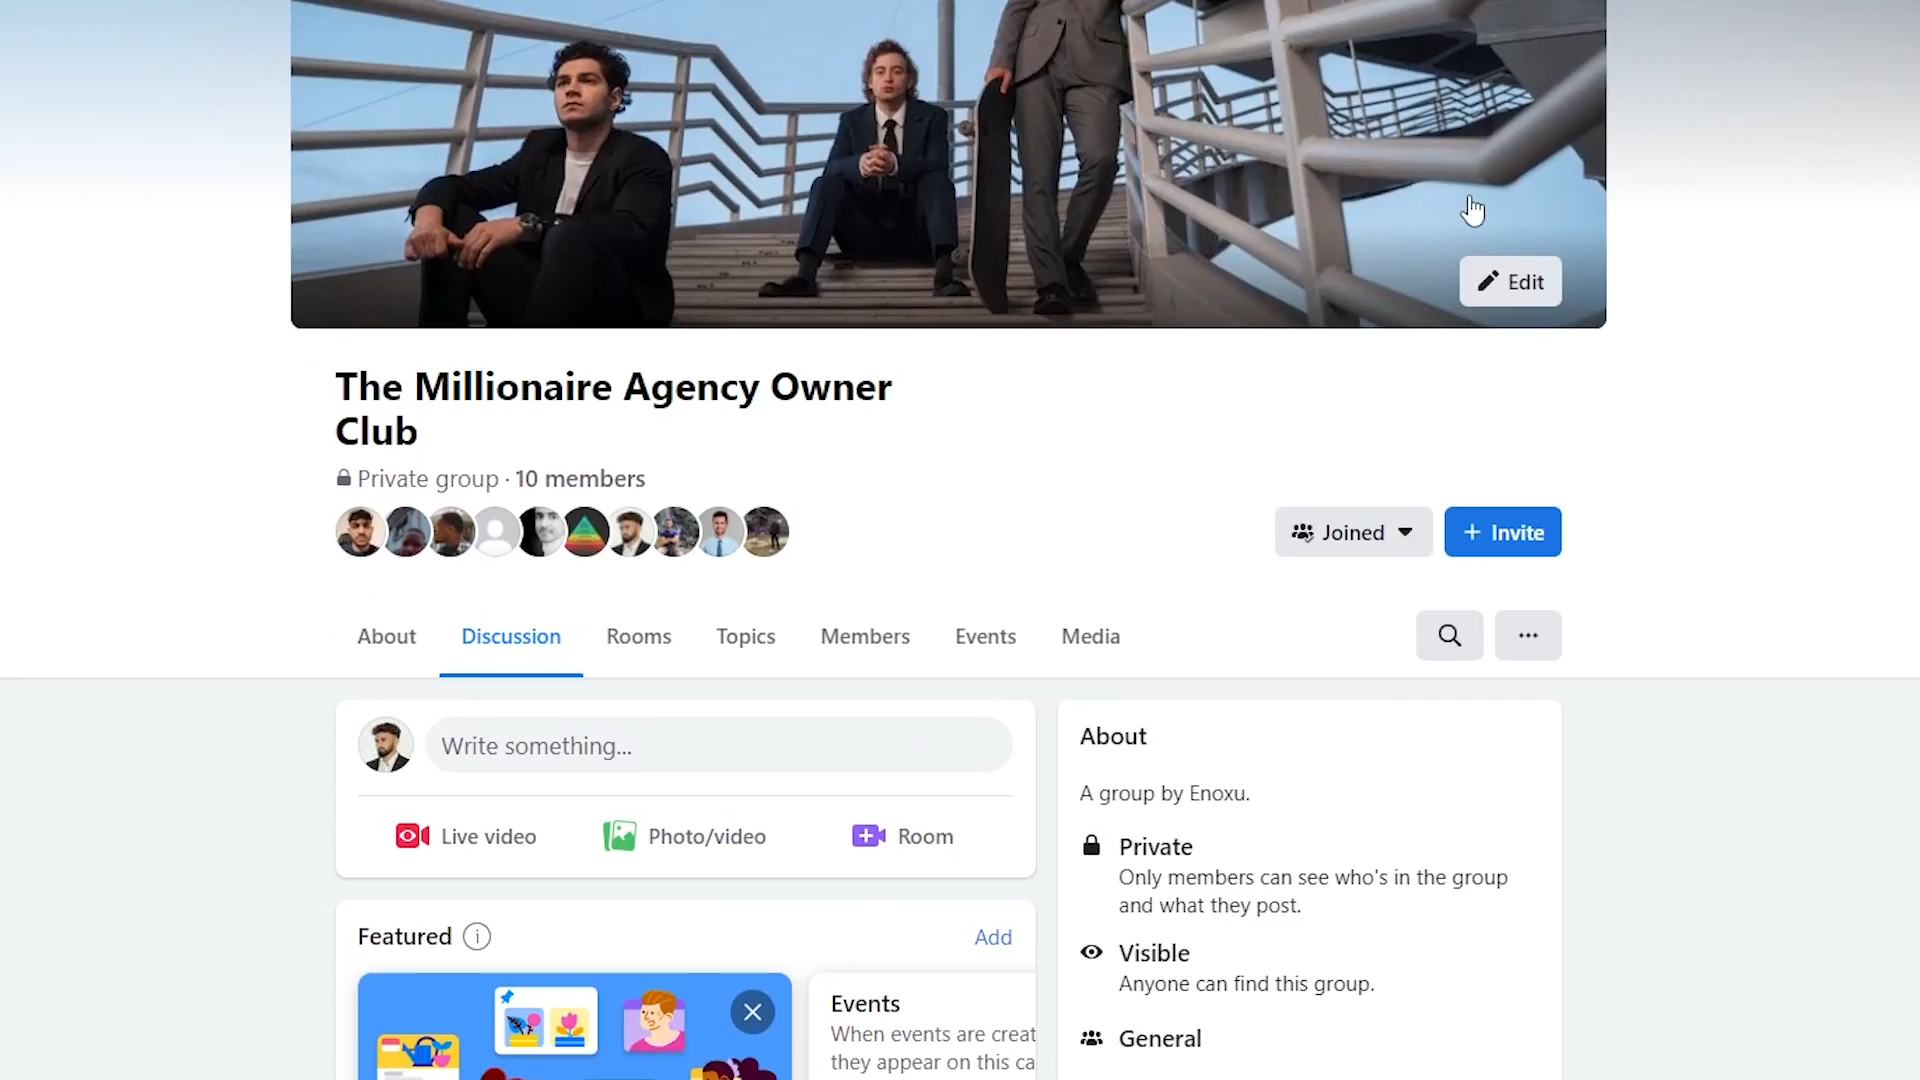 Edit
The Millionaire Agency Owner
Club
Private group · 10 members
Joined
+ Invite
About Discussion Rooms Topics Members Events Media
Write something...
Live video Photo/video Room
Featured
Add
Events
When events are creat
they appear on this ca
About
A group by Enoxu.
Private
Only members can see who's in the group
and what they post.
Visible
Anyone can find this group.
General